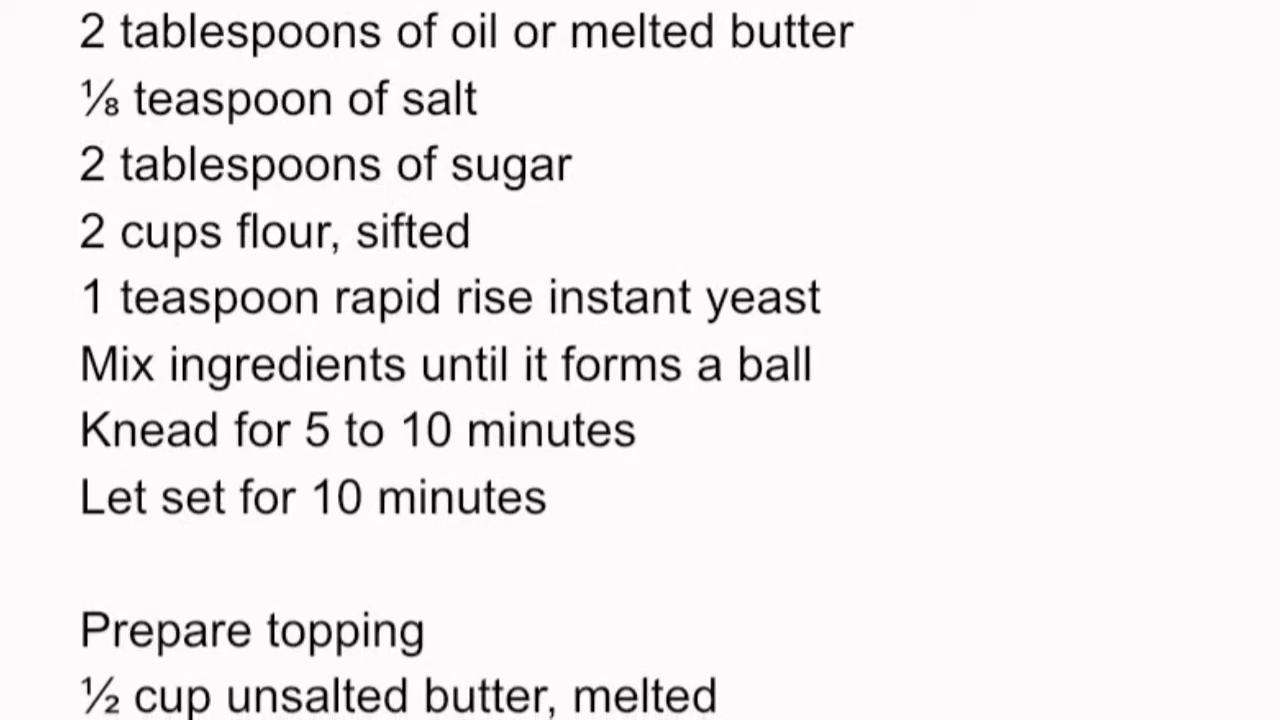 2 tablespoons of oil or melted butter
⅛ teaspoon of salt
2 tablespoons of sugar
2 cups flour, sifted
1 teaspoon rapid rise instant yeast
Mix ingredients until it forms a ball
Knead for 5 to 10 minutes
Let set for 10 minutes
Prepare topping
½ cup unsalted butter, melted